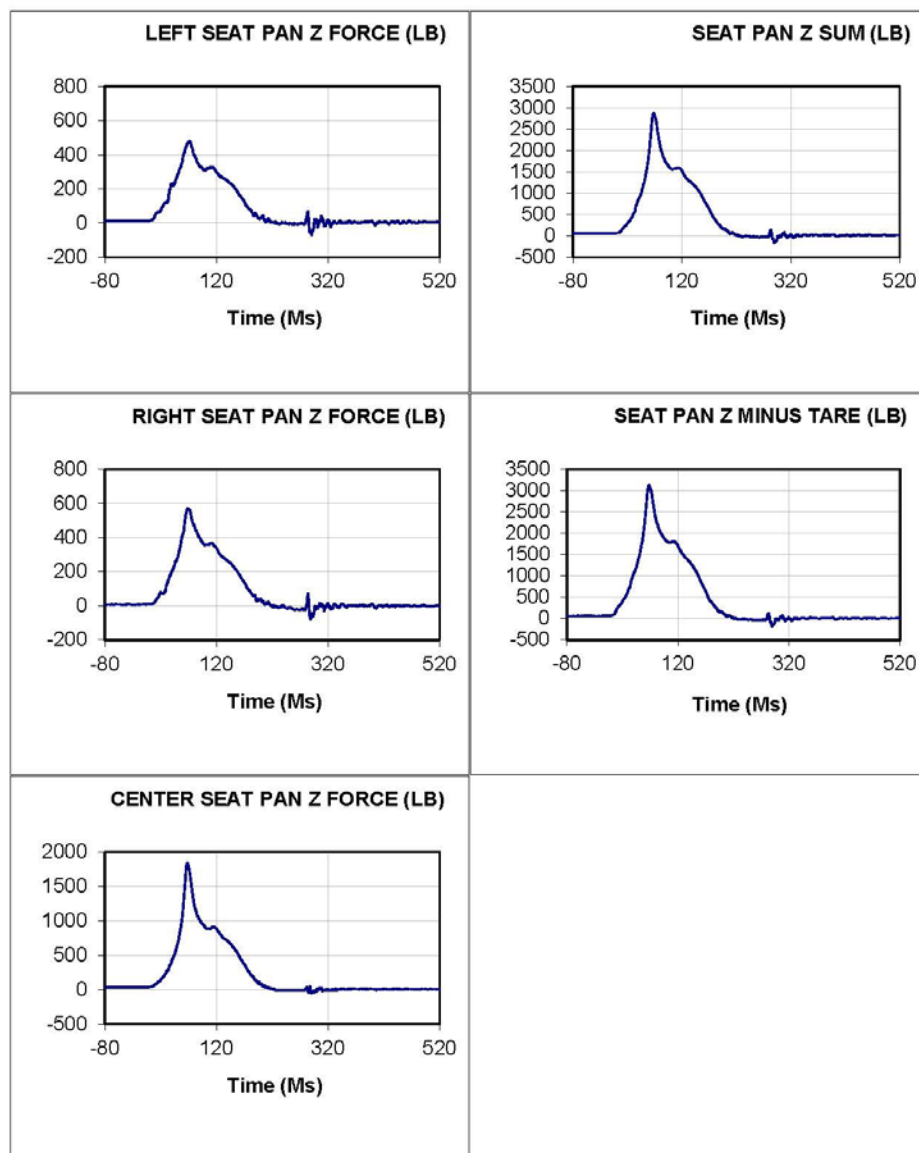 LEFT SEAT PAN Z FORCE (LB)
800
600
400
200
0
-200
-80 120 320 520
Time (Ms)
SEAT PAN Z SUM (LB)
3500
3000
2500
2000
1500
1000
500
0
-500
-80 120 320 520
Time (Ms)
RIGHT SEAT PAN Z FORCE (LB)
800
600
400
200
0
-200
-80 120 320 520
Time (Ms)
SEAT PAN Z MINUS TARE (LB)
3500
3000
2500
2000
1500
1000
500
0
-500
-80 120 320 520
Time (Ms)
CENTER SEAT PAN Z FORCE (LB)
2000
1500
1000
500
0
-500
-80 120 320 520
Time (Ms)